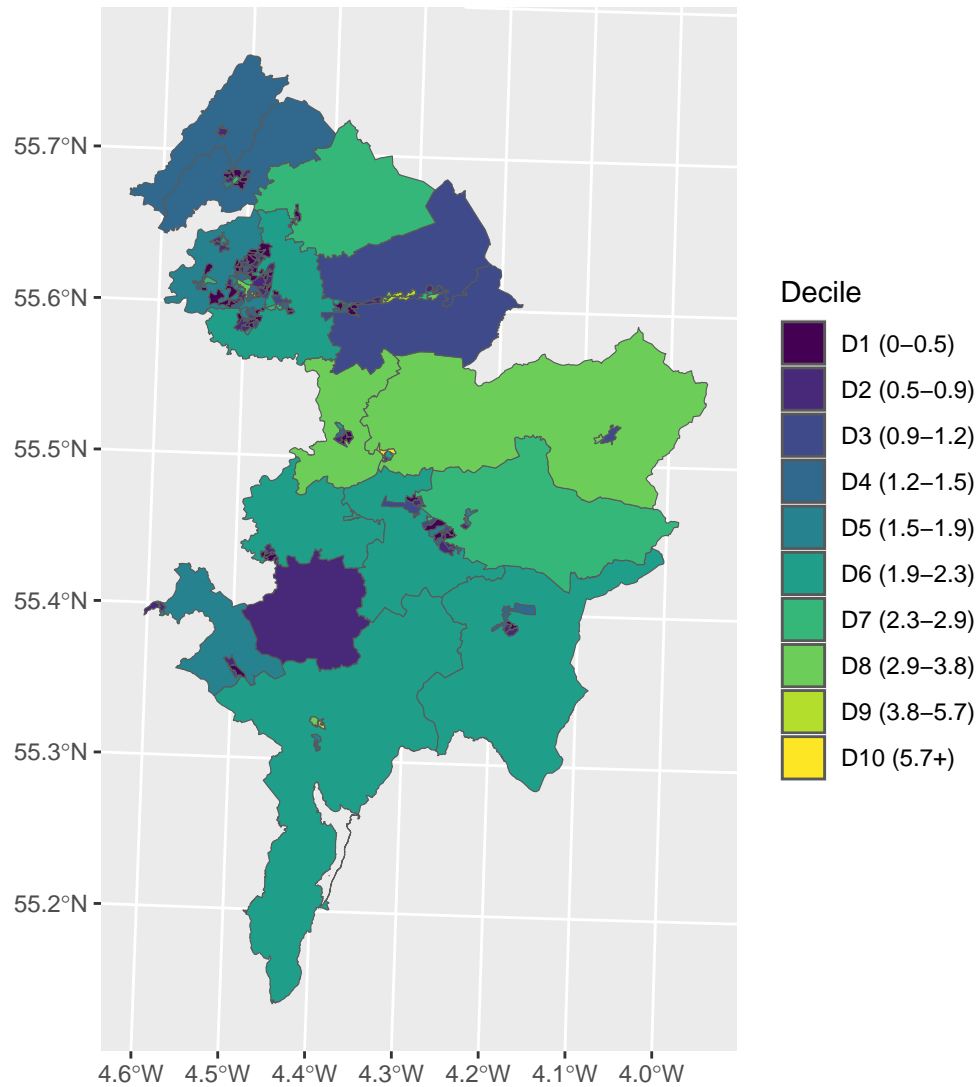 55.7°N
55.6°N
55.5°N
55.4°N
55.3°N
55.2°N
4.6°W 4.5°W 4.4°W 4.3°W 4.2°W 4.1°W 4.0°W
Decile
D1 (0−0.5)
D2 (0.5−0.9)
D3 (0.9−1.2)
D4 (1.2−1.5)
D5 (1.5−1.9)
D6 (1.9−2.3)
D7 (2.3−2.9)
D8 (2.9−3.8)
D9 (3.8−5.7)
D10 (5.7+)